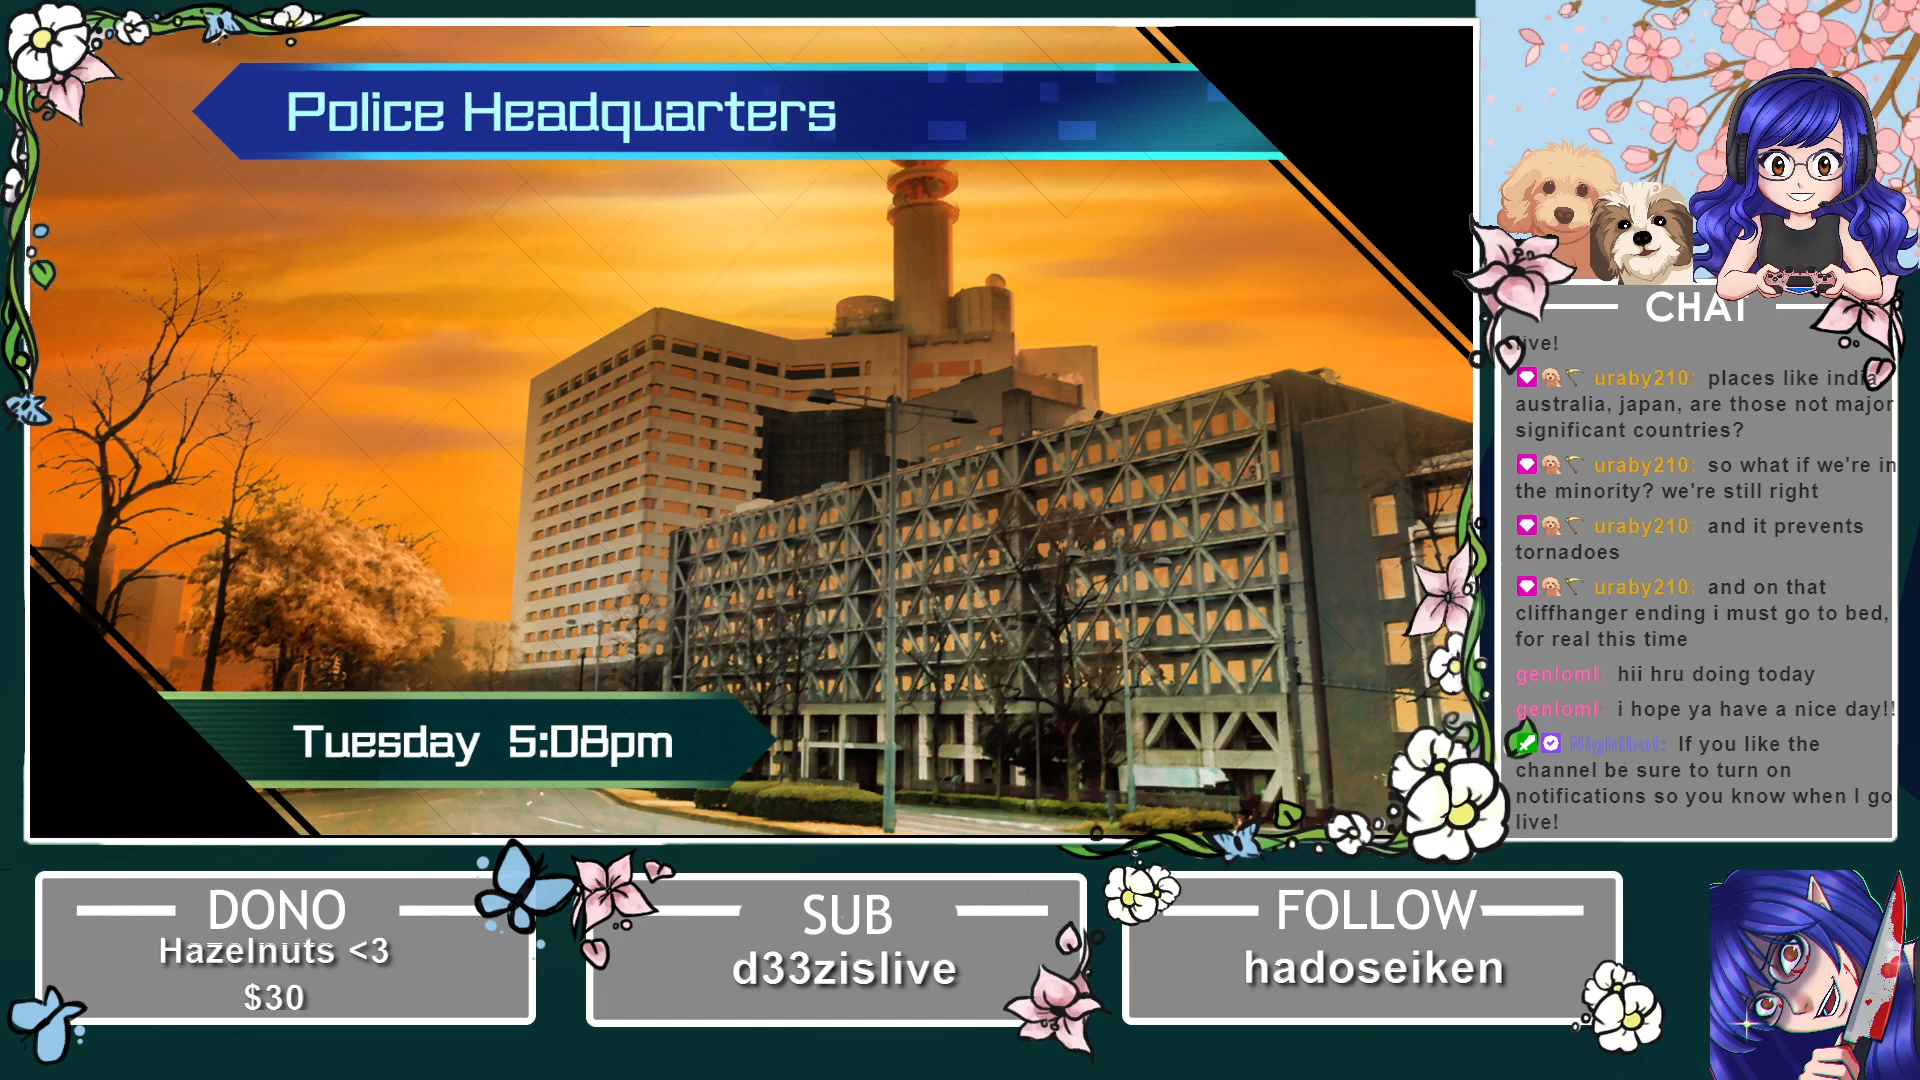 Police Headquarters
Tuesday 5:08pm
CHAT
live!
uraby210: places like india
australia, japan, are those not major
significant countries?
uraby210: so what if we're in
the minority? we're still right
uraby210: and it prevents
tornadoes
uraby210: and on that
cliffhanger ending i must go to bed,
for real this time
genloml: hii hru doing today
genloml: i hope ya have a nice day!!
Nightbot: If you like the
channel be sure to turn on
notifications so you know when I go
live!
DONO
Hazelnuts <3
$30
SUB
d33zislive
FOLLOW
hadoseiken